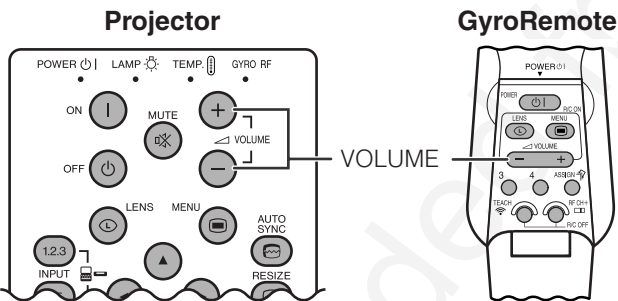 Projector
GyroRemote
POWER LAMP TEMP. GYRO RF
ON
MUTE
VOLUME
OFF
LENS
MENU
AUTO
SYNC
1.2.3
INPUT
RESIZE
VOLUME
POWER
POWER
R/C ON
LENS
MENU
VOLUME
3
4
ASSIGN
TEACH
RF CH+
R/C OFF